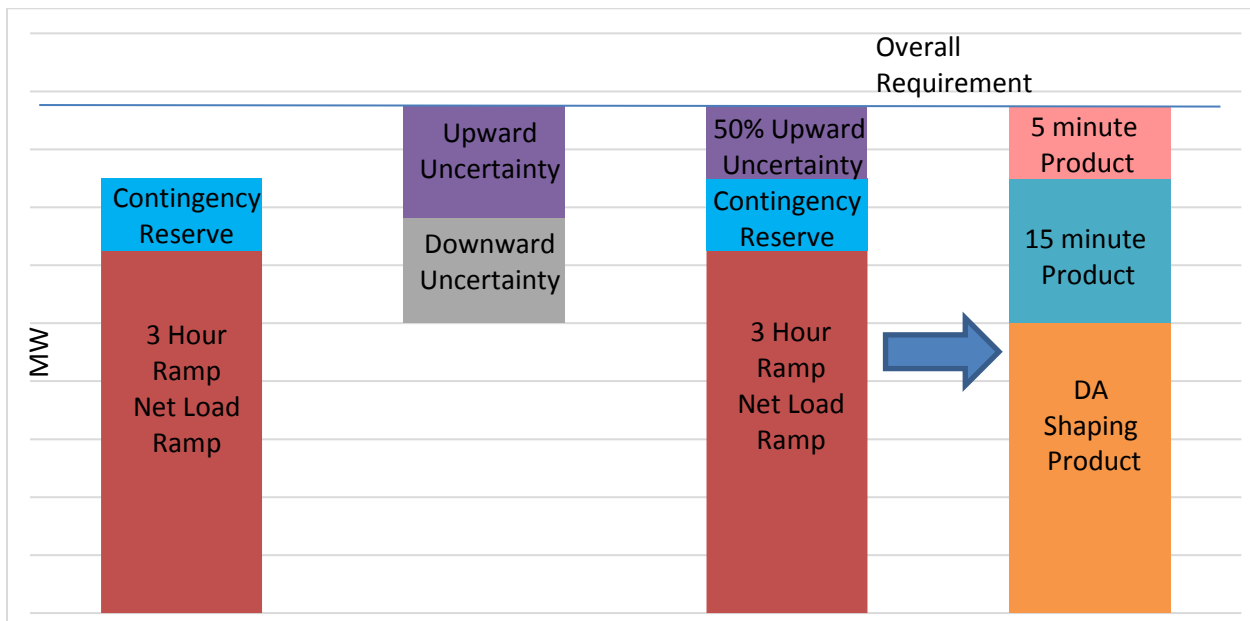 Overall
Requirement
MW
Contingency
Reserve
3 Hour
Ramp
Net Load
Ramp
Upward
Uncertainty
Downward
Uncertainty
50% Upward
Uncertainty
Contingency
Reserve
3 Hour
Ramp
Net Load
Ramp
5 minute
Product
15 minute
Product
DA
Shaping
Product